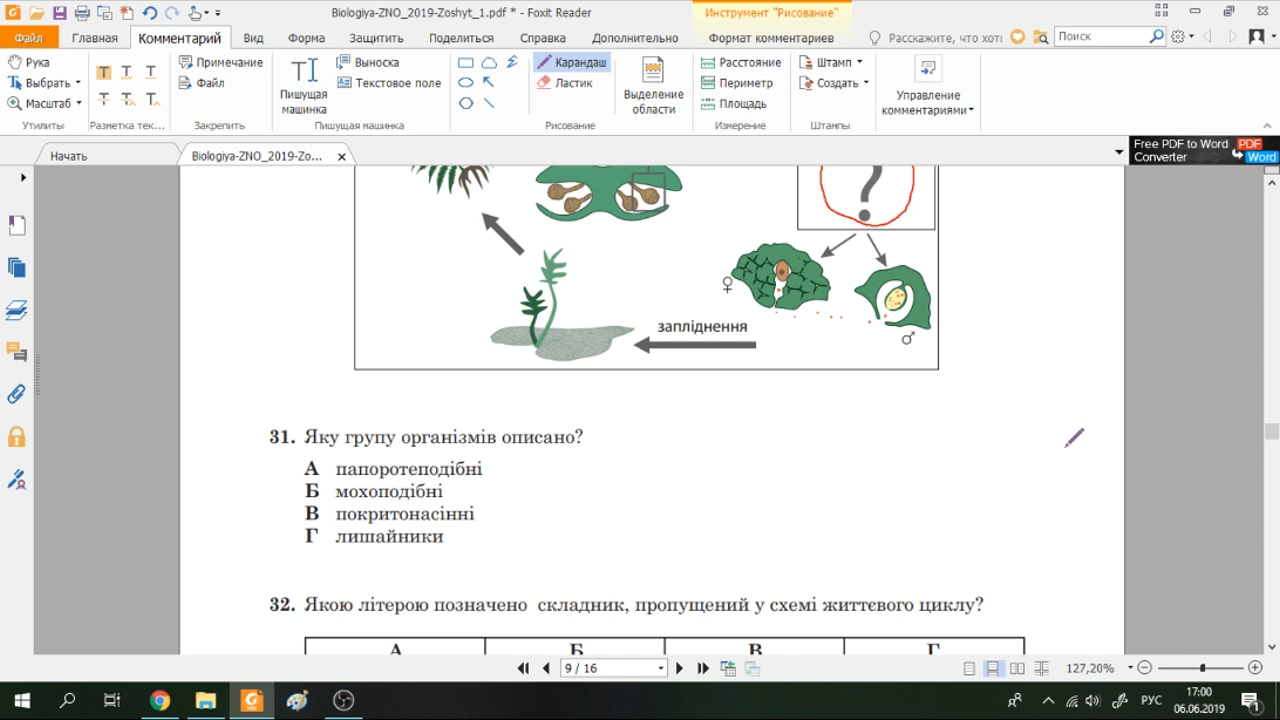 Biologiya-ZNO_2019-Zoshyt_1.pdf * - Foxit Reader
Инструмент "Рисование"
Файл
Главная
Комментарий
Вид
Форма
Защитить
Поделиться
Справка
Дополнительно
Формат комментариев
Расскажите, что хоті
Поиск
Рука
Выбрать
Масштаб
Утилиты
Разметка тек...
Примечание
Файл
Закрепить
Пишущая машинка
Выноска
Текстовое поле
Пишущая машинка
Карандаш
Ластик
Рисование
Выделение области
Расстояние
Периметр
Площадь
Измерение
Штамп
Создать
Штампы
Управление комментариями
Начать
Biologiya-ZNO_2019-Zo...
Free PDF to Word Converter
PDF
Word
?
♀
запліднення
♂
31. Яку групу організмів описано?
А папоротеподібні
Б мохоподібні
В покритонасінні
Г лишайники
32. Якою літерою позначено складник, пропущений у схемі життєвого циклу?
А Б В Г
9 / 16
127,20%
РУС
17:00
06.06.2019